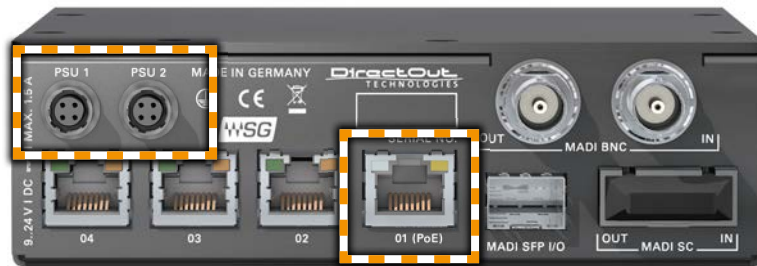 PSU 1 PSU 2 MADE IN GERMANY DirectOut
TECHNOLOGIES
CE
SG
SERIAL NO.
9..24 V I DC MAX. 1.5 A
OUT MADI BNC IN
04 03 02 01 (PoE) MADI SFP I/O OUT MADI SC IN